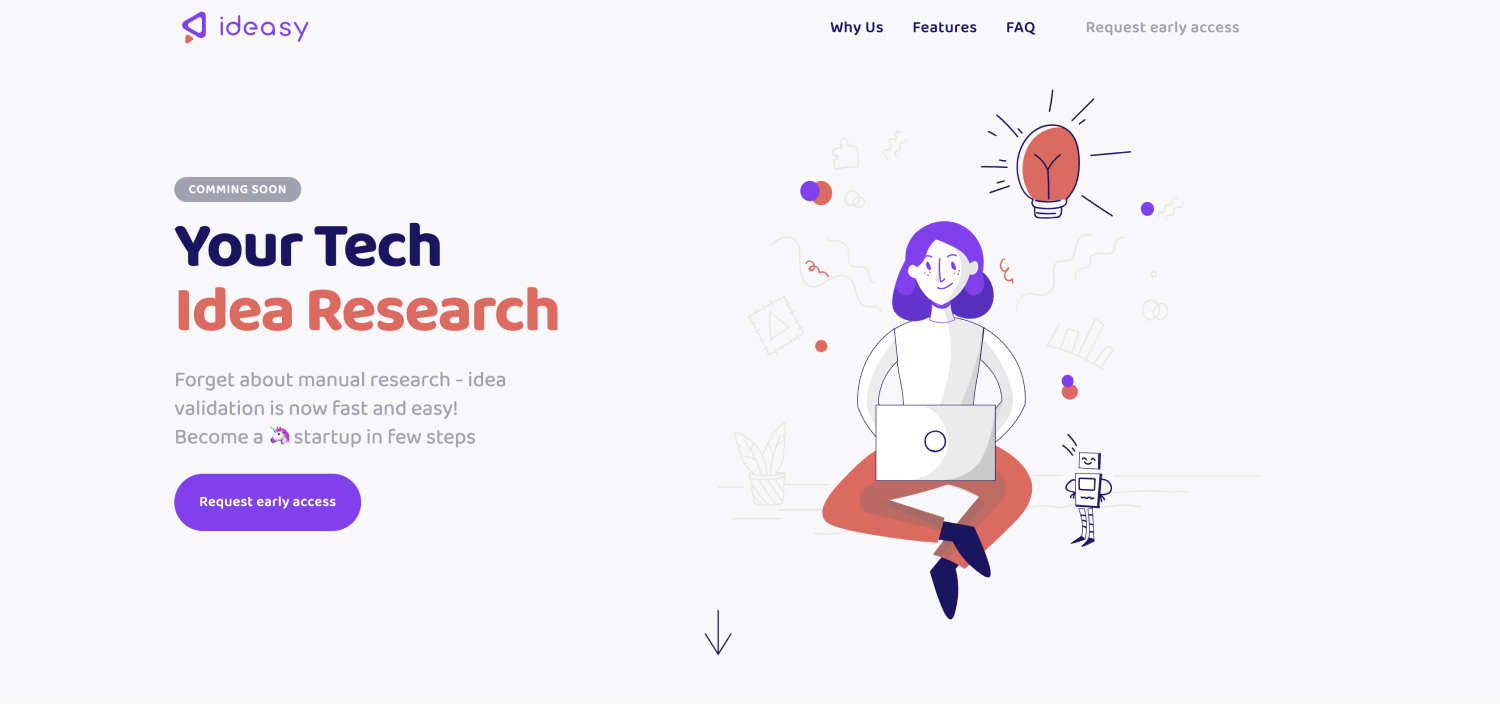 ideasy
Why Us
Features
FAQ
Request early access
COMMING SOON
Your Tech
Idea Research
Forget about manual research - idea
validation is now fast and easy!
Become a 🦄 startup in few steps
Request early access